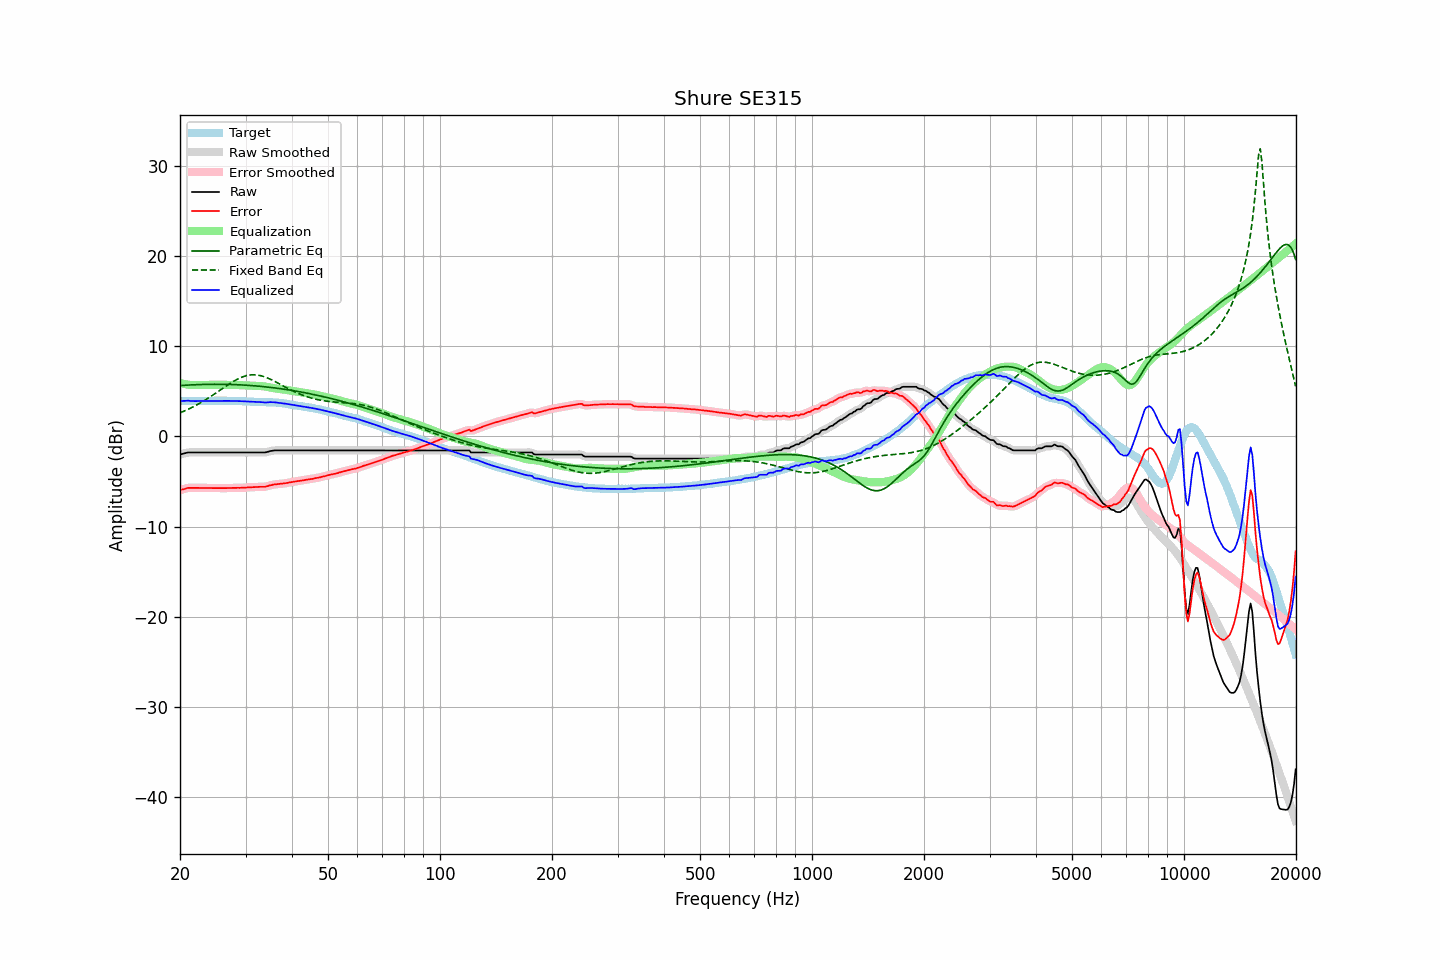 Shure SE315
Target
Raw Smoothed
Error Smoothed
Raw
Error
Equalization
Parametric Eq
Fixed Band Eq
Equalized
Amplitude (dBr)
30
20
10
0
−10
−20
−30
−40
20 50 100 200 500 1000 2000 5000 10000 20000
Frequency (Hz)